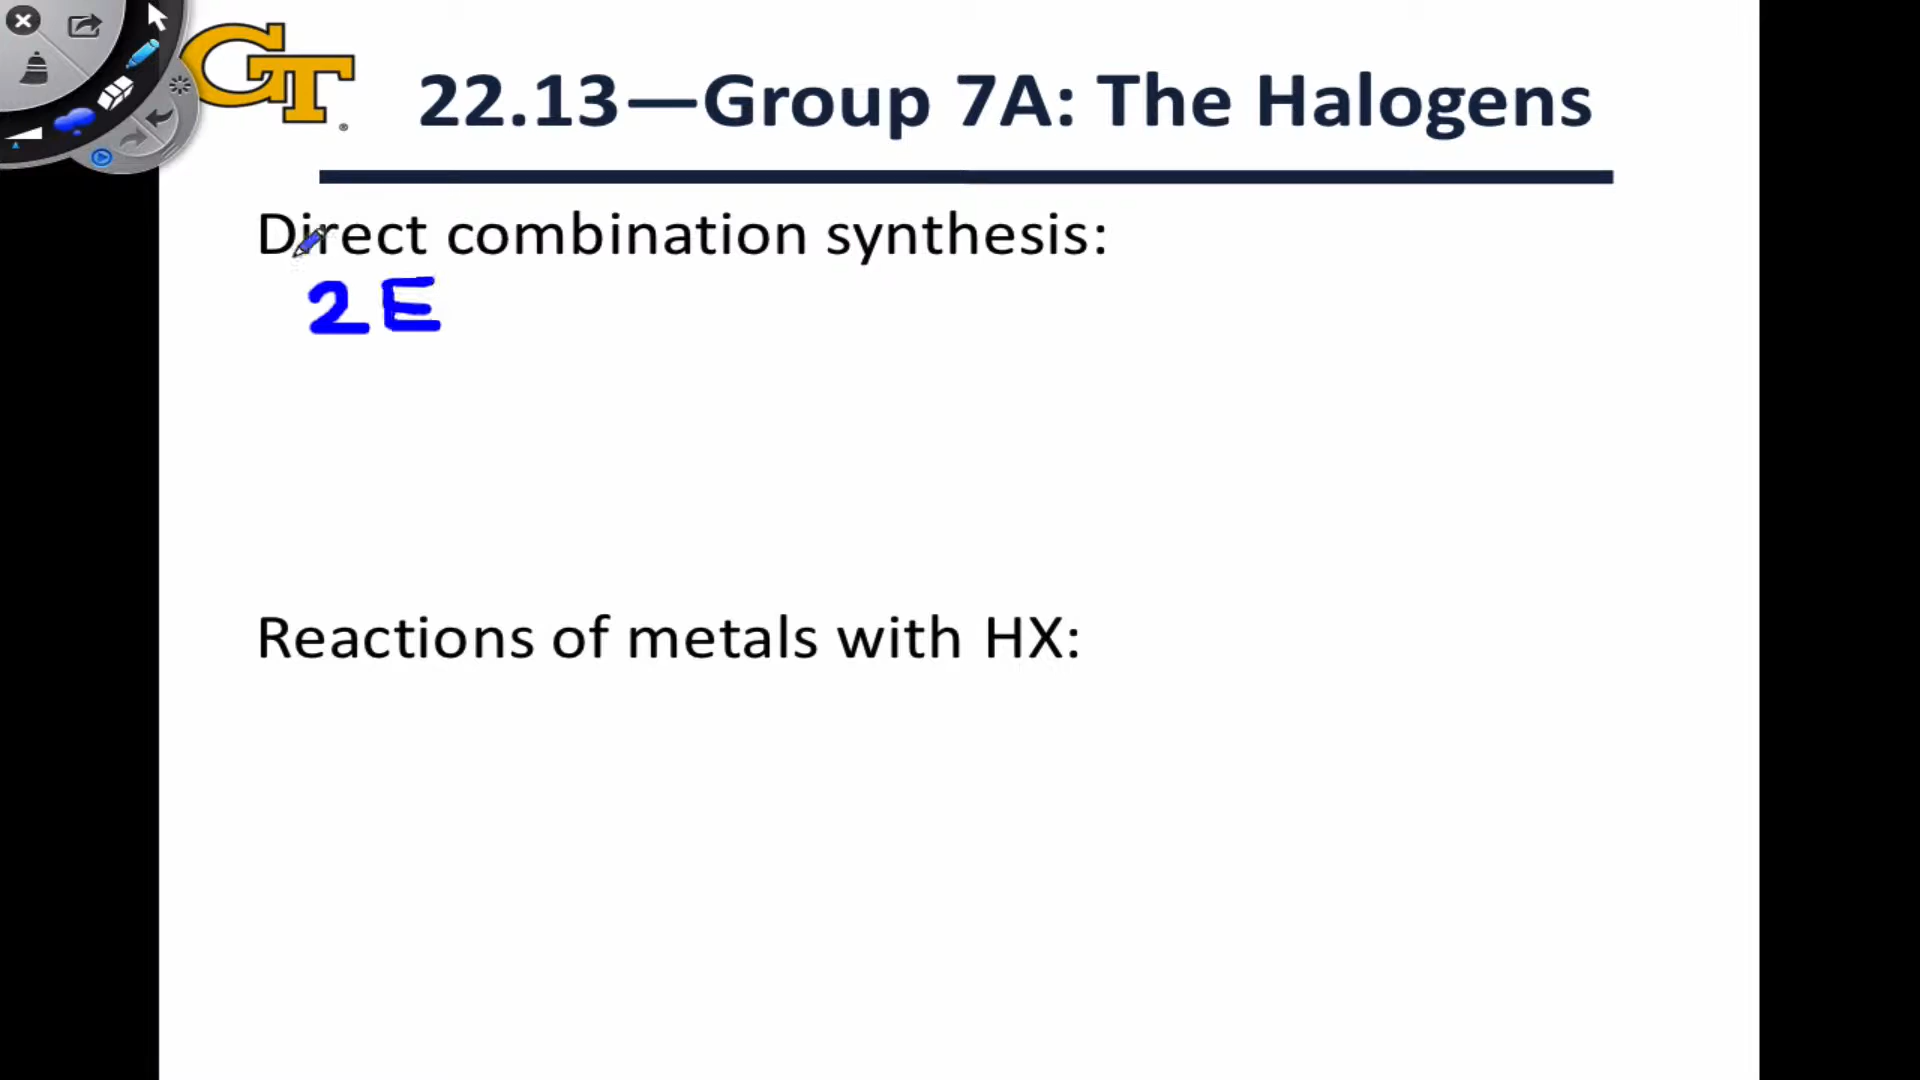 GT
®
22.13—Group 7A: The Halogens
Direct combination synthesis:
2E
Reactions of metals with HX: